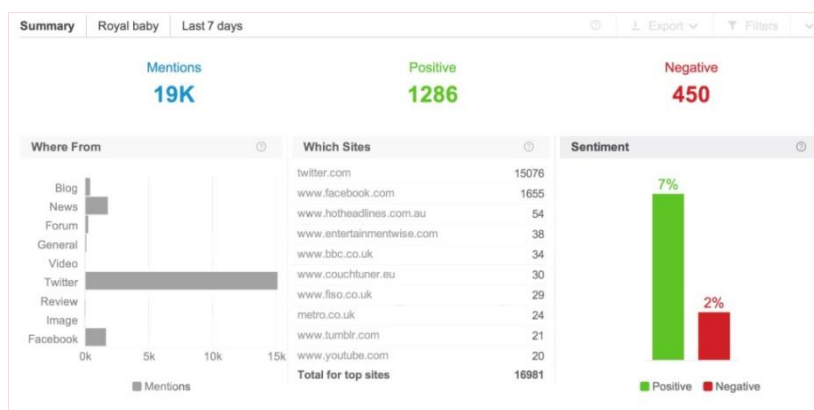 Summary Royal baby Last 7 days Export Filters
Mentions Positive Negative
19K 1286 450
Where From
Blog
News
Forum
General
Video
Twitter
Review
Image
Facebook
0k 5k 10k 15k
Mentions
Which Sites
twitter.com 15076
www.facebook.com 1655
www.hotheadlines.com.au 54
www.entertainmentwise.com 38
www.bbc.co.uk 34
www.couchtuner.eu 30
www.fiso.co.uk 29
metro.co.uk 24
www.tumblr.com 21
www.youtube.com 20
Total for top sites 16981
Sentiment
7%
2%
Positive Negative